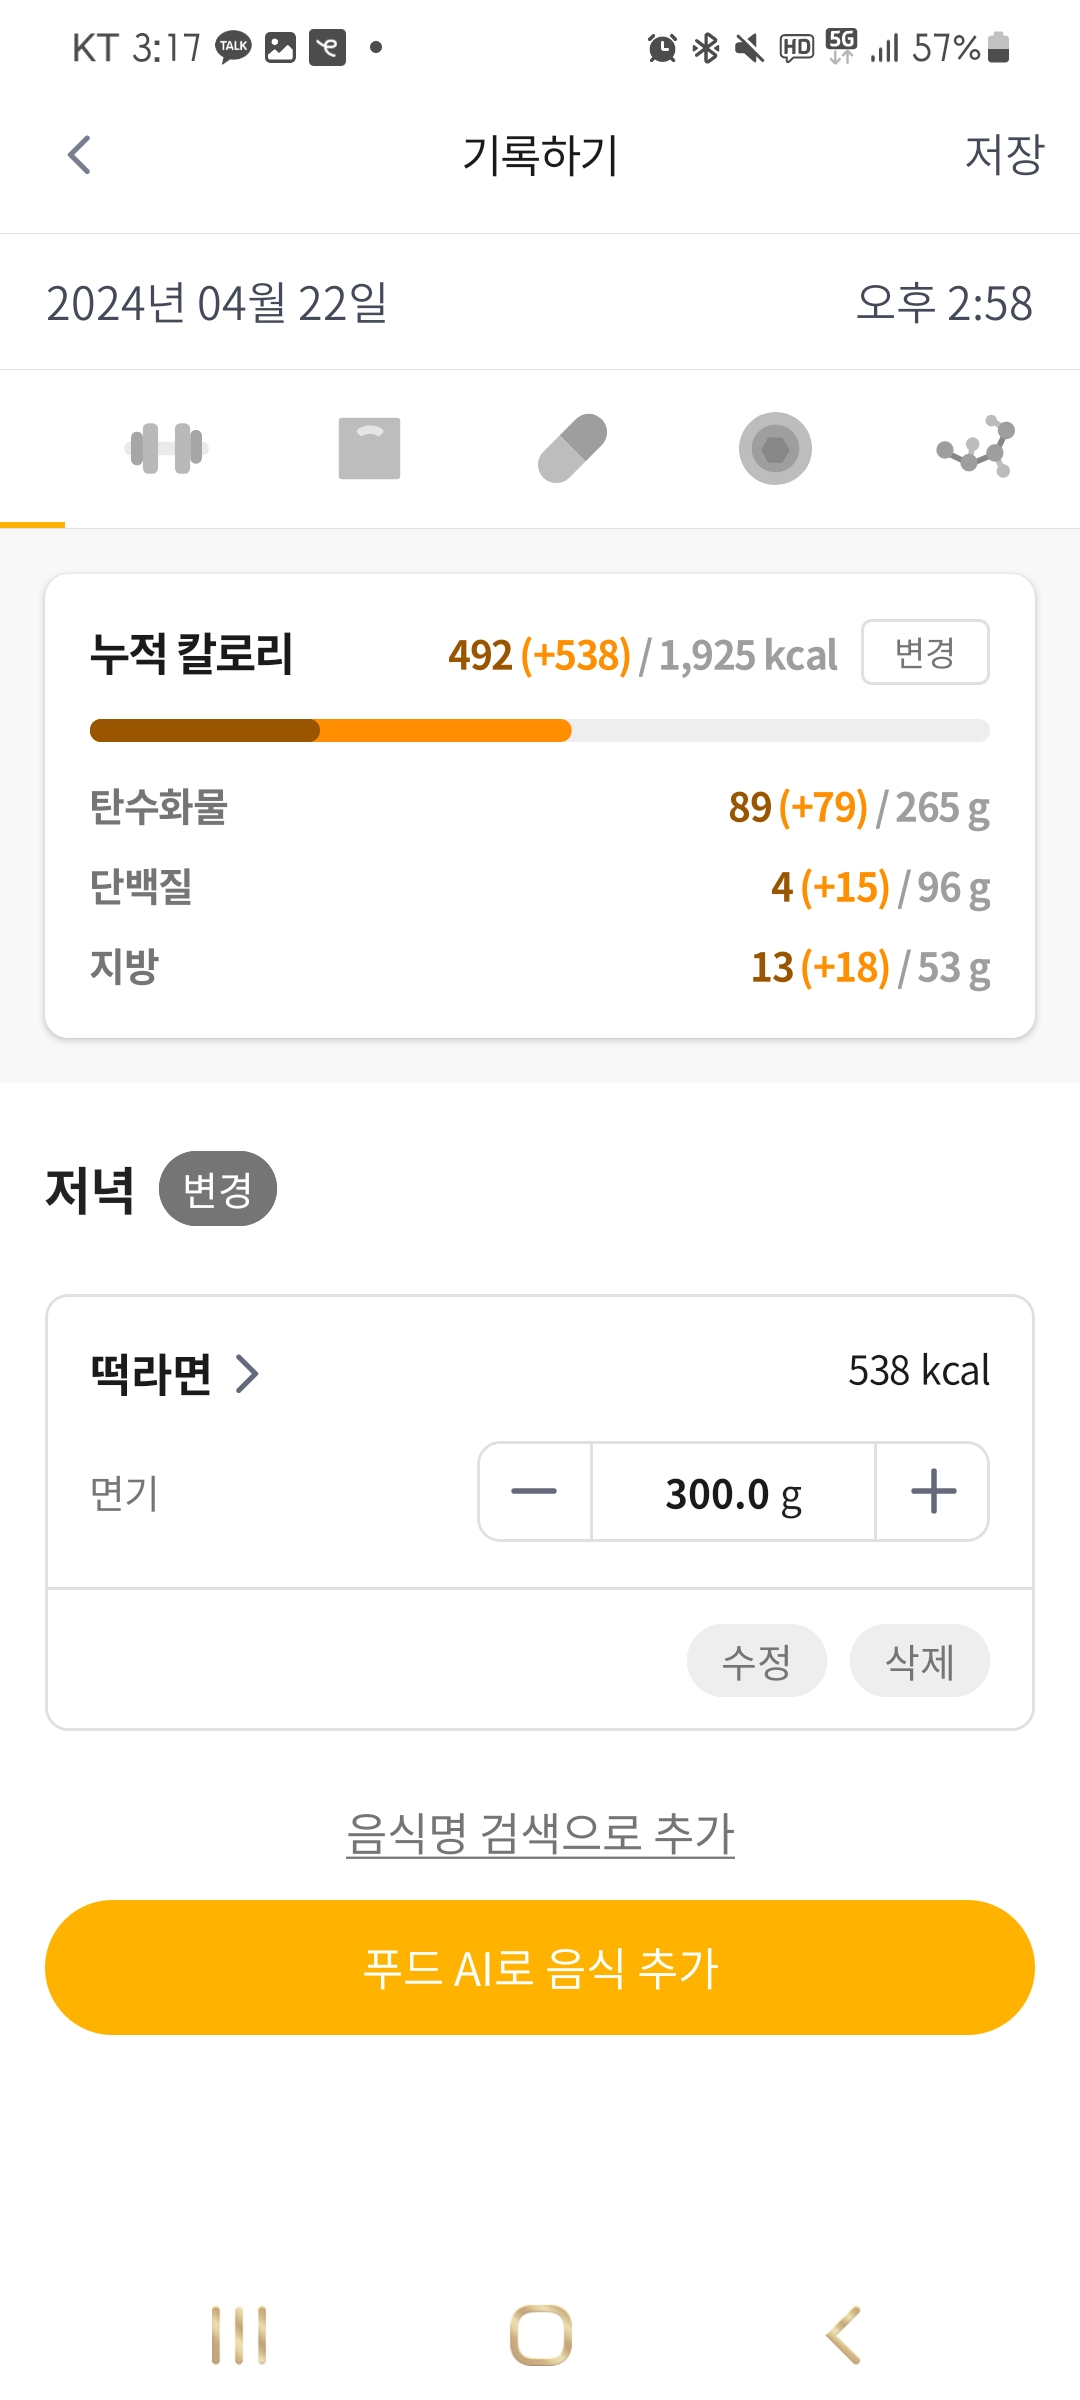 KT 3:17 TALK HD 5G 57%
기록하기 저장
2024년 04월 22일 오후 2:58
누적 칼로리 492 (+538) / 1,925 kcal 변경
탄수화물 89 (+79) / 265 g
단백질 4 (+15) / 96 g
지방 13 (+18) / 53 g
저녁 변경
떡라면 538 kcal
면기 300.0 g
수정 삭제
음식명 검색으로 추가
푸드 AI로 음식 추가